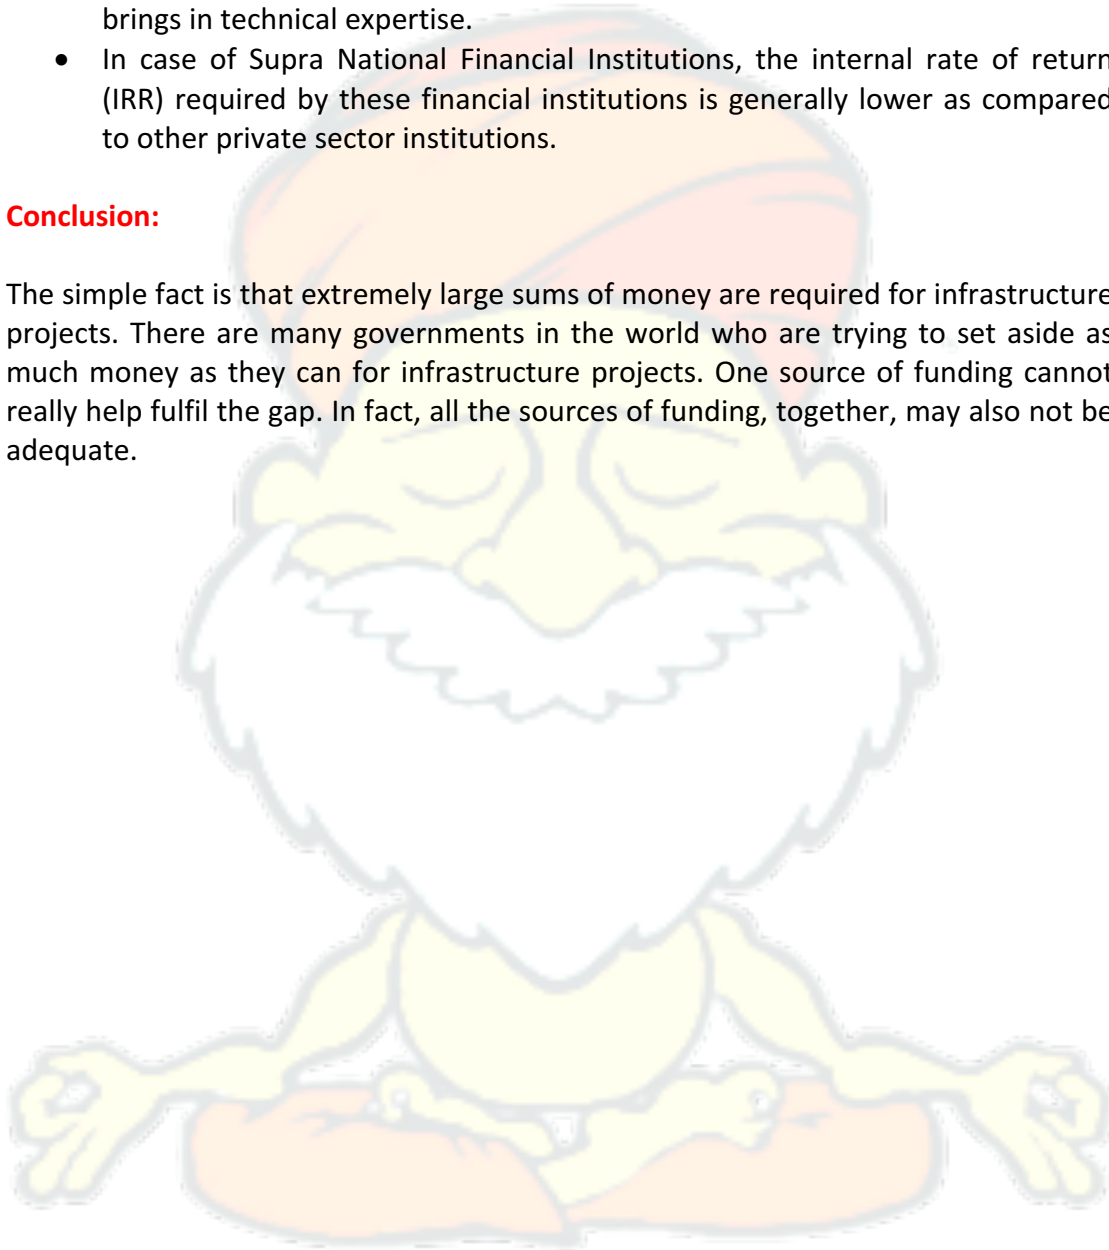 brings in technical expertise.
• In case of Supra National Financial Institutions, the internal rate of return
(IRR) required by these financial institutions is generally lower as compared
to other private sector institutions.
Conclusion:
The simple fact is that extremely large sums of money are required for infrastructure
projects. There are many governments in the world who are trying to set aside as
much money as they can for infrastructure projects. One source of funding cannot
really help fulfil the gap. In fact, all the sources of funding, together, may also not be
adequate.